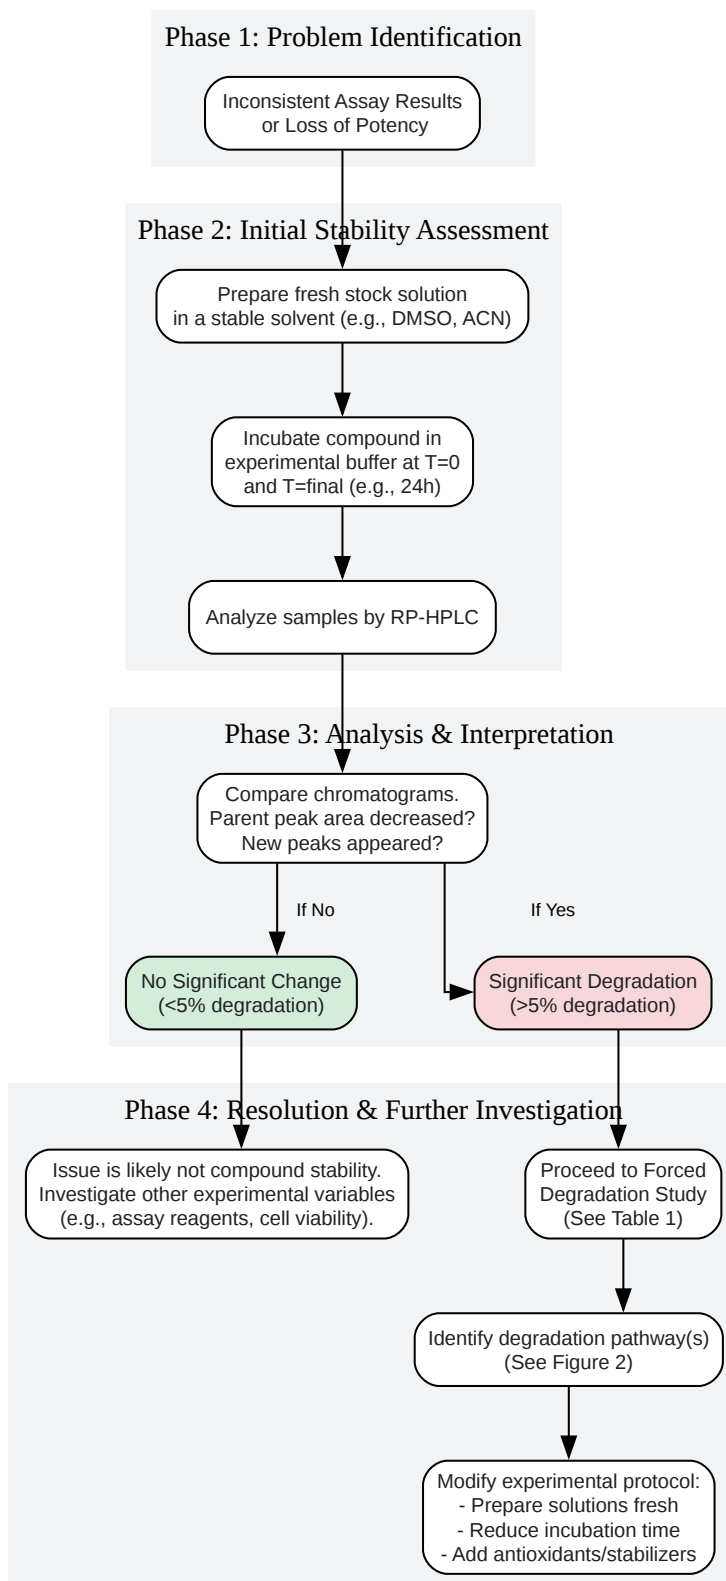 Phase 1: Problem Identification
Inconsistent Assay Results
or Loss of Potency
Phase 2: Initial Stability Assessment
Prepare fresh stock solution
in a stable solvent (e.g., DMSO, ACN)
Incubate compound in
experimental buffer at T=0
and T=final (e.g., 24h)
Analyze samples by RP-HPLC
Phase 3: Analysis & Interpretation
Compare chromatograms.
Parent peak area decreased?
New peaks appeared?
If No
If Yes
No Significant Change
(<5% degradation)
Significant Degradation
(>5% degradation)
Phase 4: Resolution & Further Investigation
Issue is likely not compound stability.
Investigate other experimental variables
(e.g., assay reagents, cell viability).
Proceed to Forced
Degradation Study
(See Table 1)
Identify degradation pathway(s)
(See Figure 2)
Modify experimental protocol:
- Prepare solutions fresh
- Reduce incubation time
- Add antioxidants/stabilizers